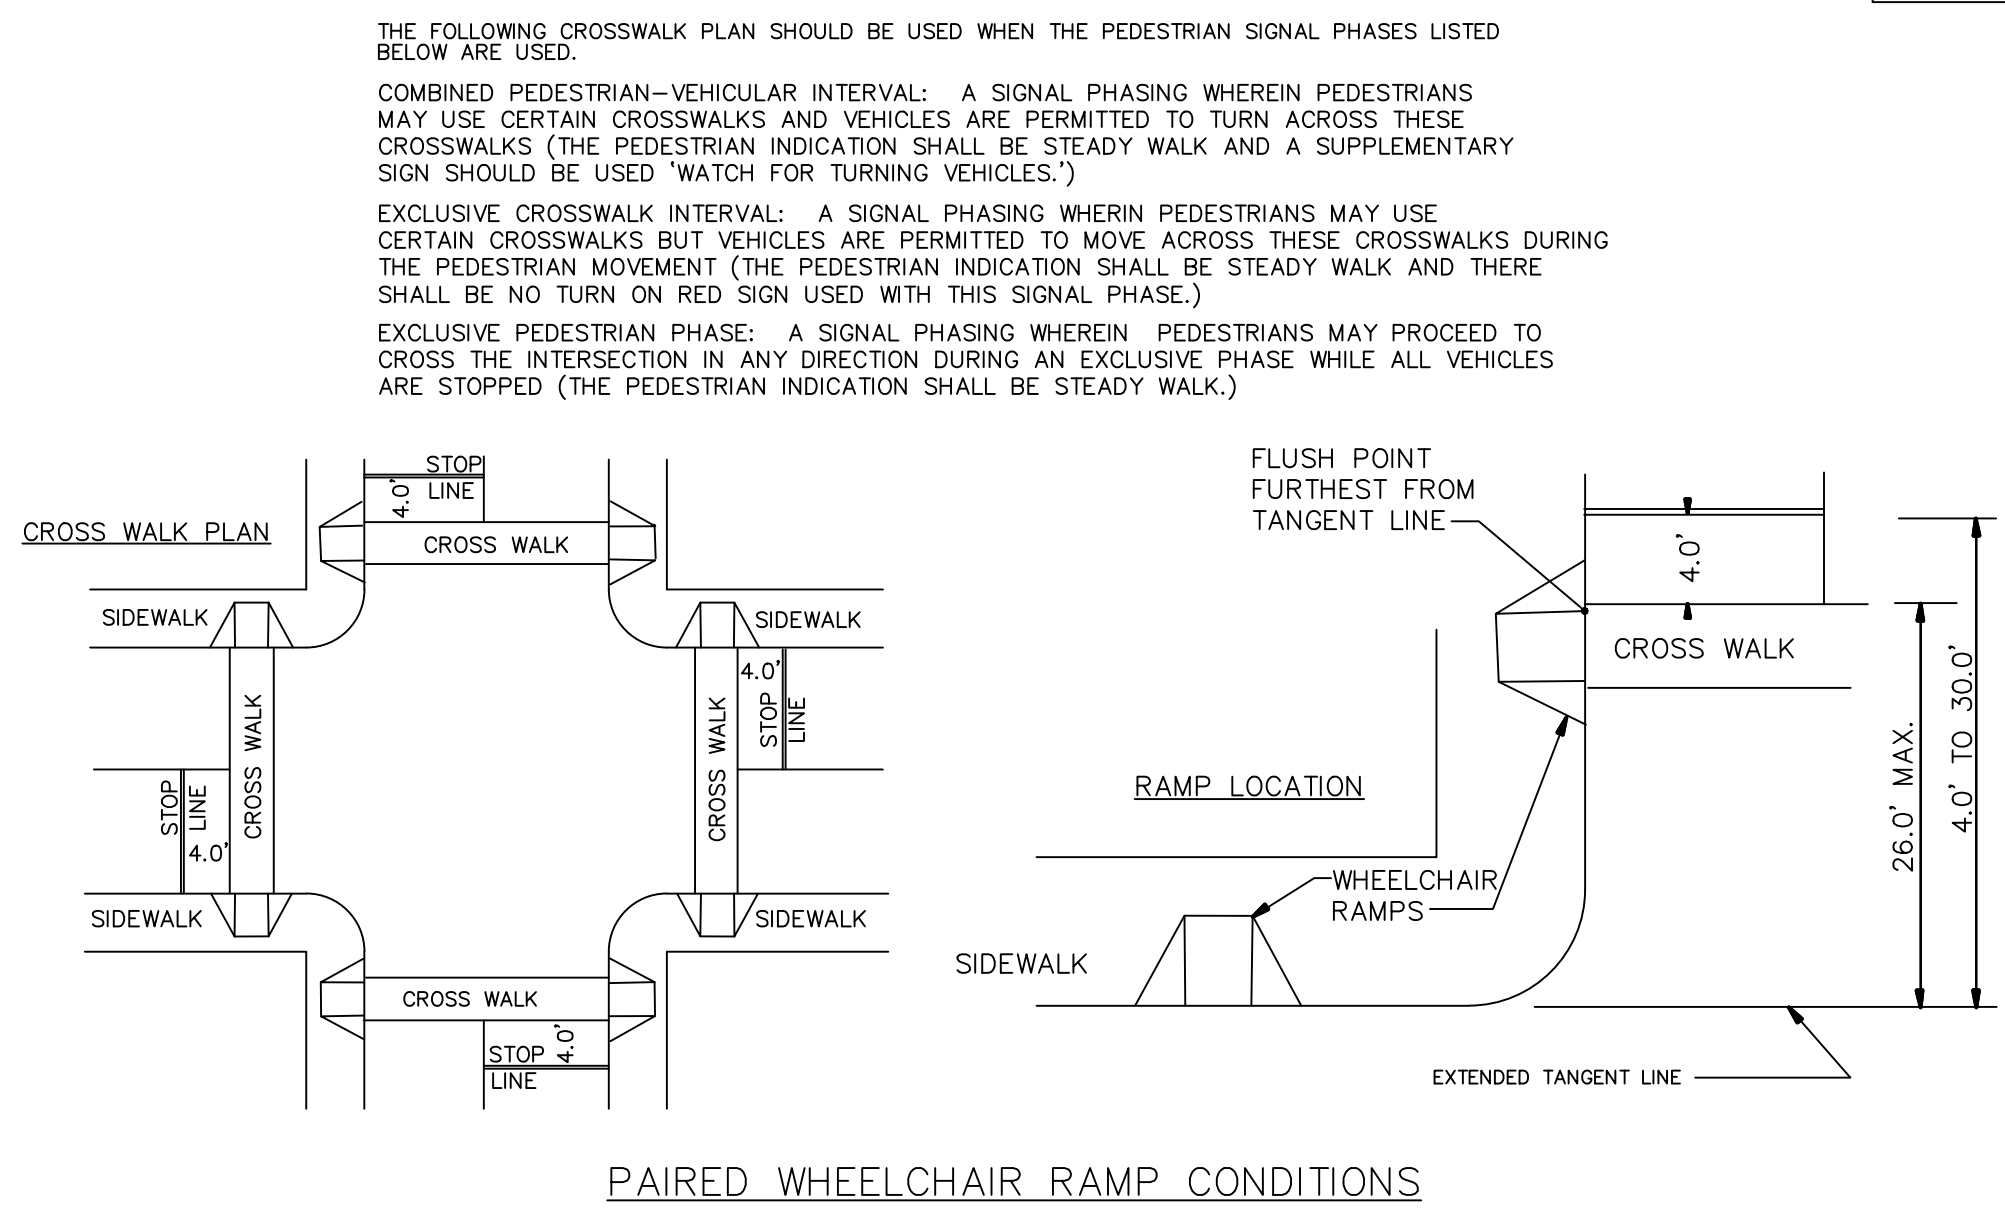 THE FOLLOWING CROSSWALK PLAN SHOULD BE USED WHEN THE PEDESTRIAN SIGNAL PHASES LISTED
BELOW ARE USED.
COMBINED PEDESTRIAN-VEHICULAR INTERVAL: A SIGNAL PHASING WHEREIN PEDESTRIANS
MAY USE CERTAIN CROSSWALKS AND VEHICLES ARE PERMITTED TO TURN ACROSS THESE
CROSSWALKS (THE PEDESTRIAN INDICATION SHALL BE STEADY WALK AND A SUPPLEMENTARY
SIGN SHOULD BE USED 'WATCH FOR TURNING VEHICLES.')
EXCLUSIVE CROSSWALK INTERVAL: A SIGNAL PHASING WHERIN PEDESTRIANS MAY USE
CERTAIN CROSSWALKS BUT VEHICLES ARE PERMITTED TO MOVE ACROSS THESE CROSSWALKS DURING
THE PEDESTRIAN MOVEMENT (THE PEDESTRIAN INDICATION SHALL BE STEADY WALK AND THERE
SHALL BE NO TURN ON RED SIGN USED WITH THIS SIGNAL PHASE.)
EXCLUSIVE PEDESTRIAN PHASE: A SIGNAL PHASING WHEREIN PEDESTRIANS MAY PROCEED TO
CROSS THE INTERSECTION IN ANY DIRECTION DURING AN EXCLUSIVE PHASE WHILE ALL VEHICLES
ARE STOPPED (THE PEDESTRIAN INDICATION SHALL BE STEADY WALK.)
CROSS WALK PLAN
STOP
LINE
4.0'
CROSS WALK
SIDEWALK
SIDEWALK
CROSS WALK
CROSS WALK
4.0'
STOP
LINE
STOP
LINE
4.0'
SIDEWALK
SIDEWALK
CROSS WALK
STOP
LINE
4.0'
FLUSH POINT
FURTHEST FROM
TANGENT LINE
4.0'
CROSS WALK
26.0' MAX.
4.0' TO 30.0'
RAMP LOCATION
WHEELCHAIR
RAMPS
SIDEWALK
EXTENDED TANGENT LINE
PAIRED WHEELCHAIR RAMP CONDITIONS